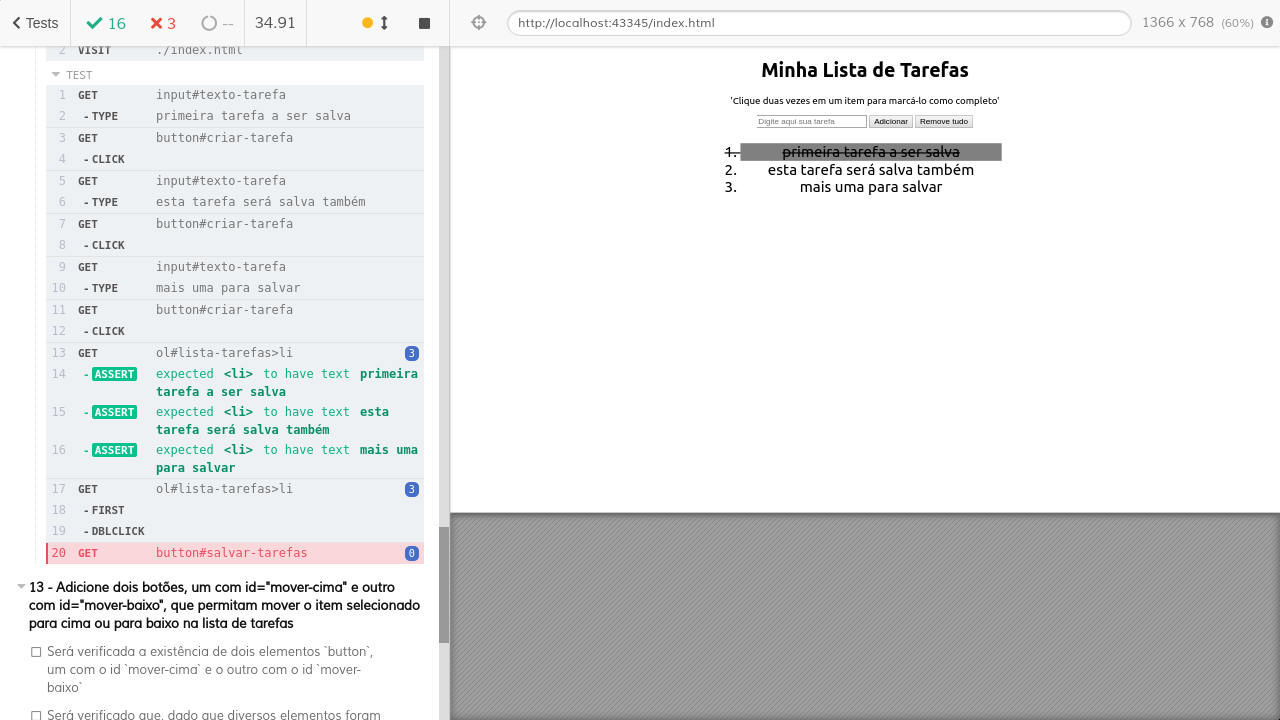 Tests 16 3 -- 34.91 http://localhost:43345/index.html 1366 x 768 (60%)
2 VISIT ./index.html
TEST
1 GET input#texto-tarefa
2 -TYPE primeira tarefa a ser salva
3 GET button#criar-tarefa
4 -CLICK
5 GET input#texto-tarefa
6 -TYPE esta tarefa será salva também
7 GET button#criar-tarefa
8 -CLICK
9 GET input#texto-tarefa
10 -TYPE mais uma para salvar
11 GET button#criar-tarefa
12 -CLICK
13 GET ol#lista-tarefas>li 3
14 -ASSERT expected <li> to have text primeira
tarefa a ser salva
15 -ASSERT expected <li> to have text esta
tarefa será salva também
16 -ASSERT expected <li> to have text mais uma
para salvar
17 GET ol#lista-tarefas>li 3
18 -FIRST
19 -DBLCLICK
20 GET button#salvar-tarefas 0
13 - Adicione dois botões, um com id="mover-cima" e outro
com id="mover-baixo", que permitam mover o item selecionado
para cima ou para baixo na lista de tarefas
Será verificada a existência de dois elementos `button`,
um com o id `mover-cima` e o outro com o id `mover-
baixo`
Será verificado que, dado que diversos elementos foram
Minha Lista de Tarefas
'Clique duas vezes em um item para marcá-lo como completo'
Digite aqui sua tarefa Adicionar Remove tudo
1. primeira tarefa a ser salva
2. esta tarefa será salva também
3. mais uma para salvar